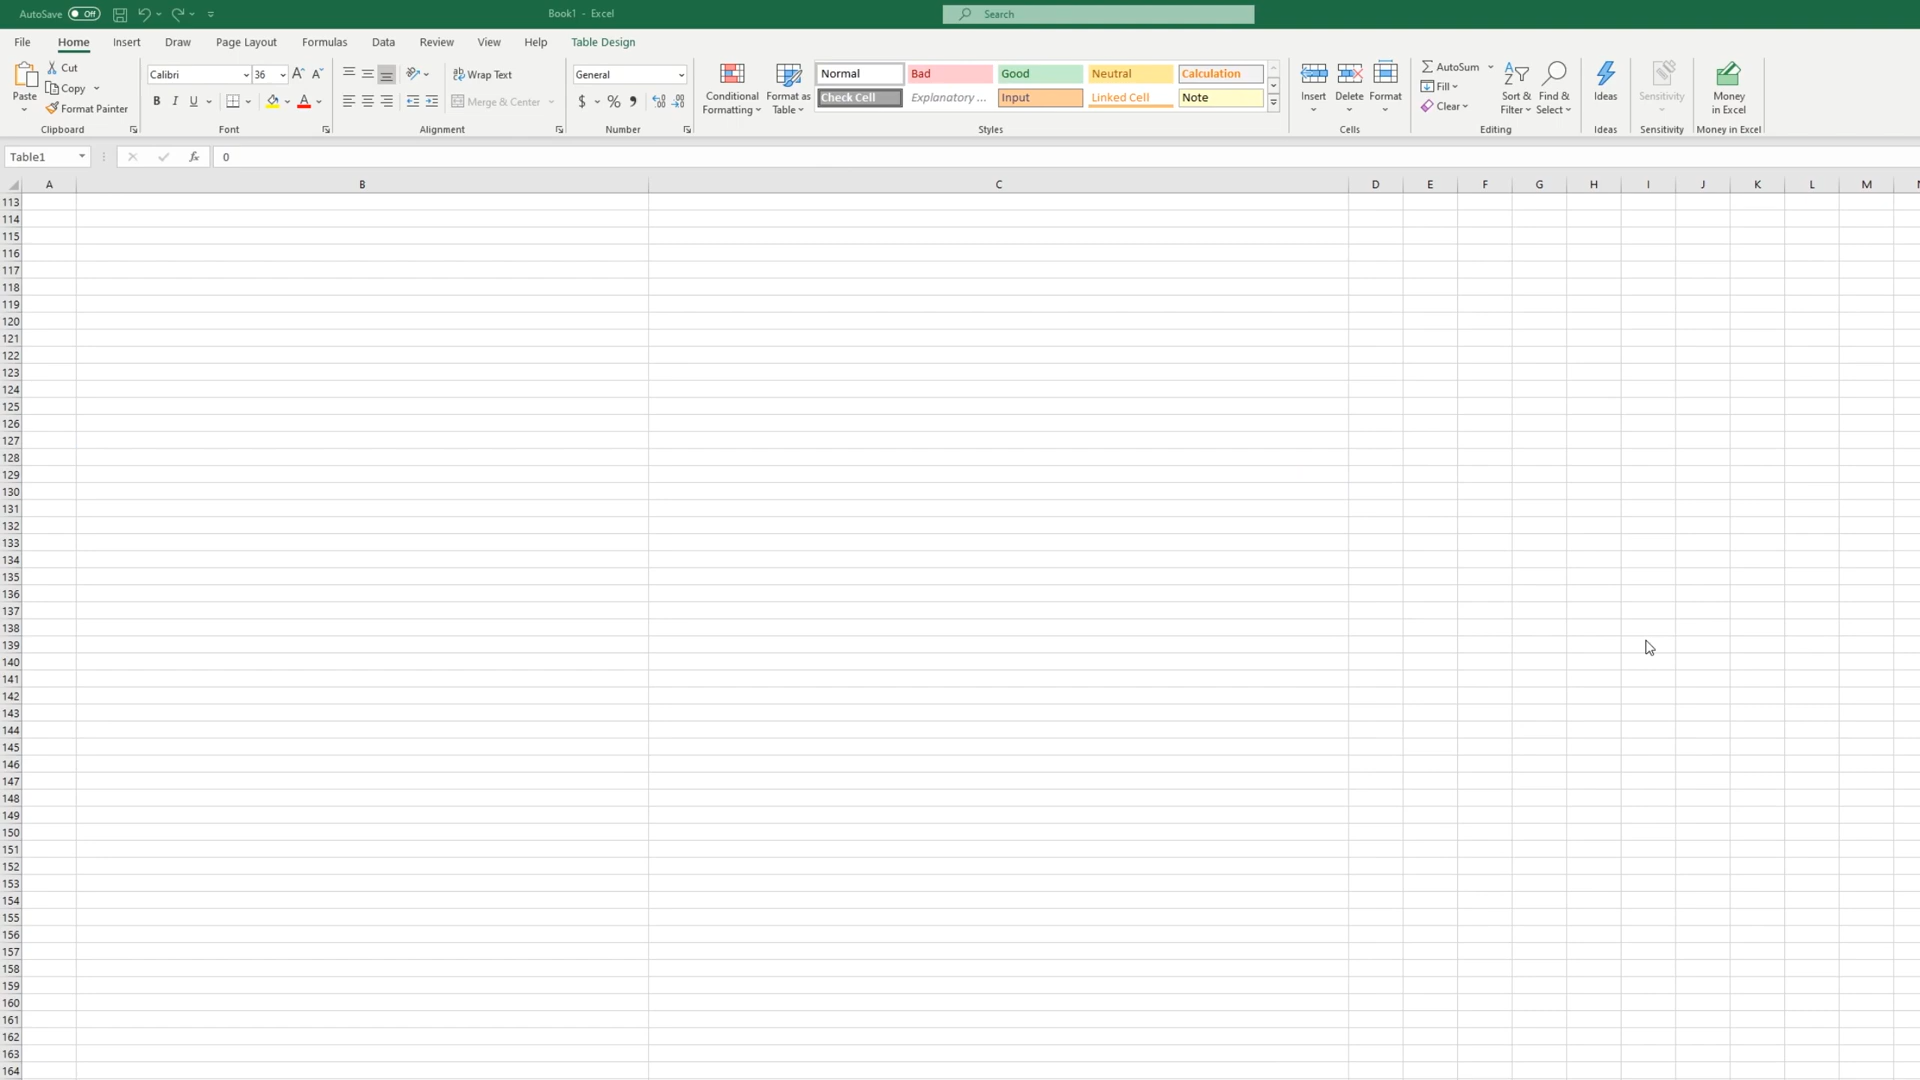 AutoSave Off Book1 - Excel Search
File Home Insert Draw Page Layout Formulas Data Review View Help Table Design
Paste
Cut
Copy
Format Painter
Clipboard
Calibri 36 A A
B I U A
Font
Wrap Text
Merge & Center
Alignment
General
$ % 9
Number
Conditional
Formatting
Format as
Table
Normal Bad Good Neutral Calculation
Check Cell Explanatory ... Input Linked Cell Note
Styles
Insert Delete Format
Cells
AutoSum
Fill
Clear
Sort &
Filter
Find &
Select
Editing
Ideas
Ideas
Sensitivity
Sensitivity
Money
in Excel
Money in Excel
Table1 fx 0
A B C D E F G H I J K L M
113
114
115
116
117
118
119
120
121
122
123
124
125
126
127
128
129
130
131
132
133
134
135
136
137
138
139
140
141
142
143
144
145
146
147
148
149
150
151
152
153
154
155
156
157
158
159
160
161
162
163
164